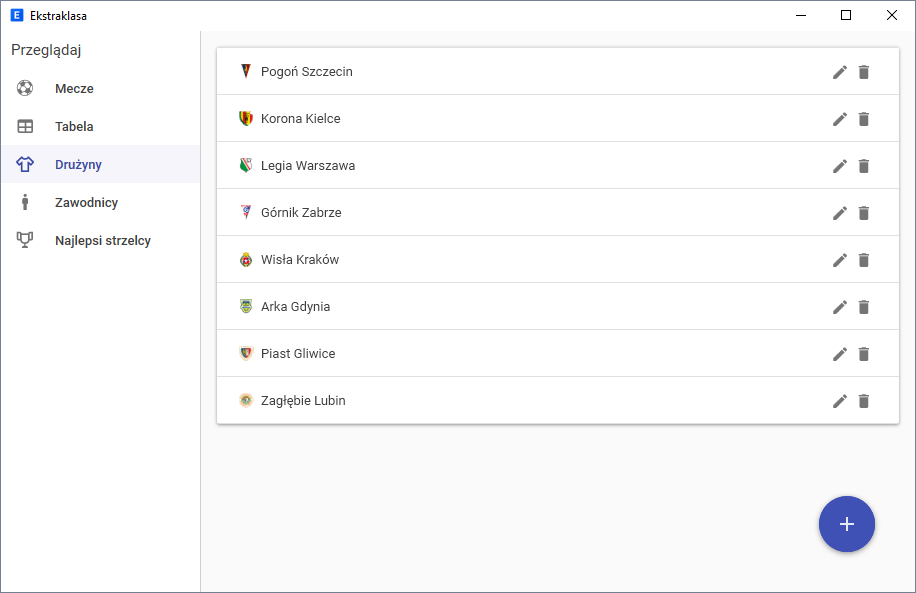 E Ekstraklasa
Przeglądaj
Mecze
Tabela
Drużyny
Zawodnicy
Najlepsi strzelcy
Pogoń Szczecin
Korona Kielce
Legia Warszawa
Górnik Zabrze
Wisła Kraków
Arka Gdynia
Piast Gliwice
Zagłębie Lubin